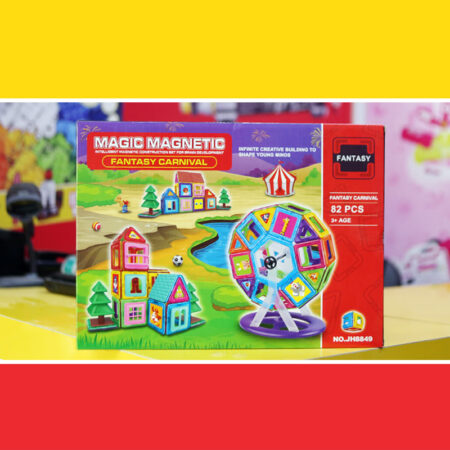 MAGIC MAGNETIC
INTELLIGENT MAGNETIC CONSTRUCTION SET FOR BRAIN DEVELOPMENT
FANTASY CARNIVAL
INFINITE CREATIVE BUILDING TO
SHAPE YOUNG MINDS
FANTASY
FANTASY CARNIVAL
82 PCS
3+ AGE
NO.JH8849